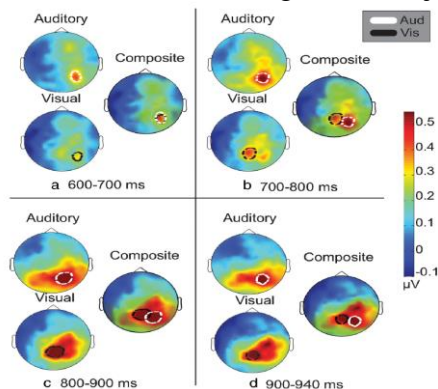 Aud
Vis
Auditory
Composite
Visual
a 600-700 ms
Auditory
Composite
Visual
b 700-800 ms
0.5
0.4
0.3
0.2
0.1
0
-0.1
µV
Auditory
Composite
Visual
c 800-900 ms
Auditory
Composite
Visual
d 900-940 ms